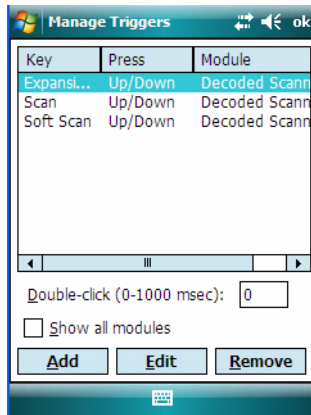 Manage Triggers ok
Key Press Module
Expansi... Up/Down Decoded Scann
Scan Up/Down Decoded Scann
Soft Scan Up/Down Decoded Scann
Double-click (0-1000 msec): 0
Show all modules
Add Edit Remove